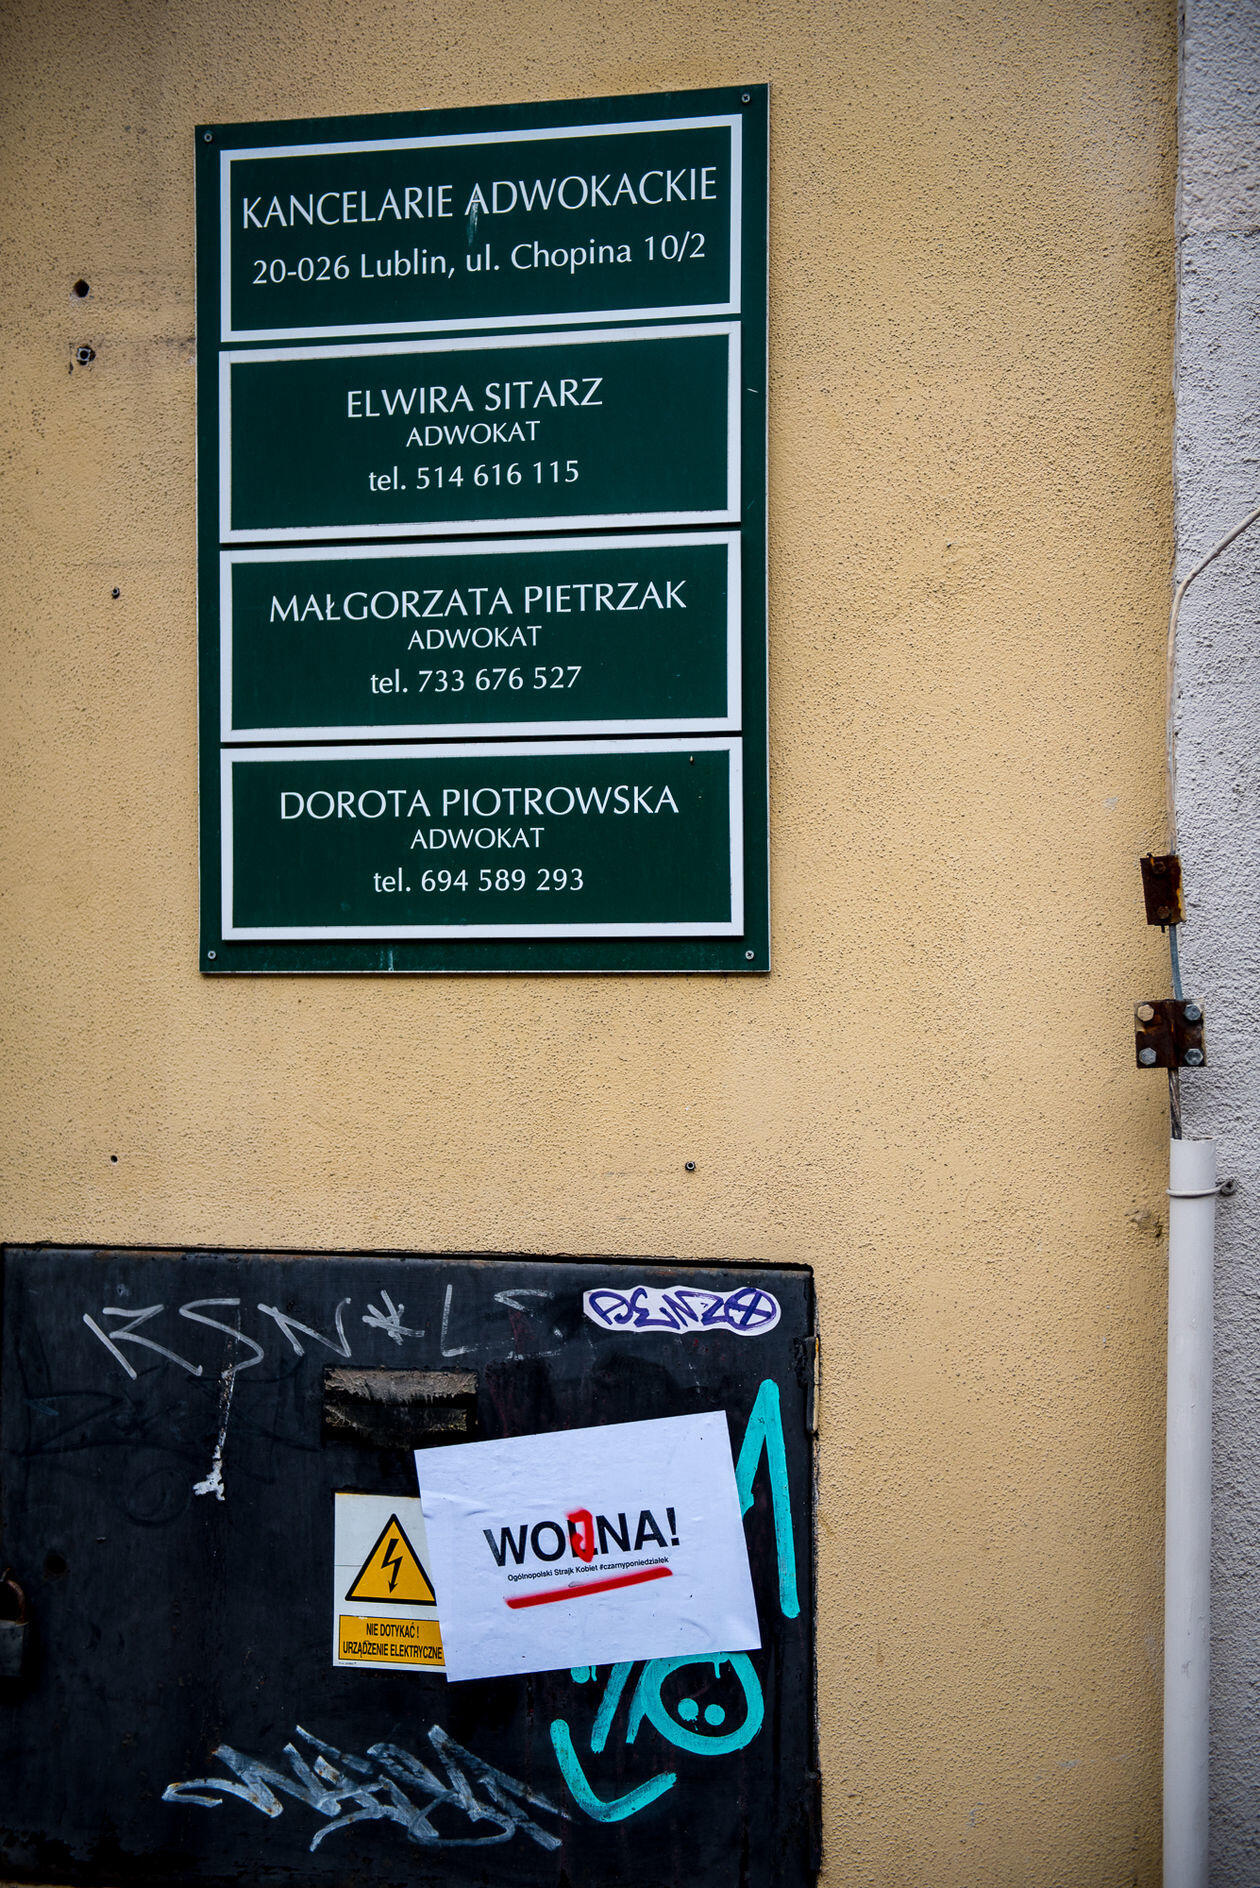 KANCELARIE ADWOKACKIE
20-026 Lublin, ul. Chopina 10/2
ELWIRA SITARZ
ADWOKAT
tel. 514 616 115
MAŁGORZATA PIETRZAK
ADWOKAT
tel. 733 676 527
DOROTA PIOTROWSKA
ADWOKAT
tel. 694 589 293
DENZO
WOJNA!
Ogólnopolski Strajk Kobiet #czarnyponiedziałek
NIE DOTYKAĆ!
URZĄDZENIE ELEKTRYCZNE